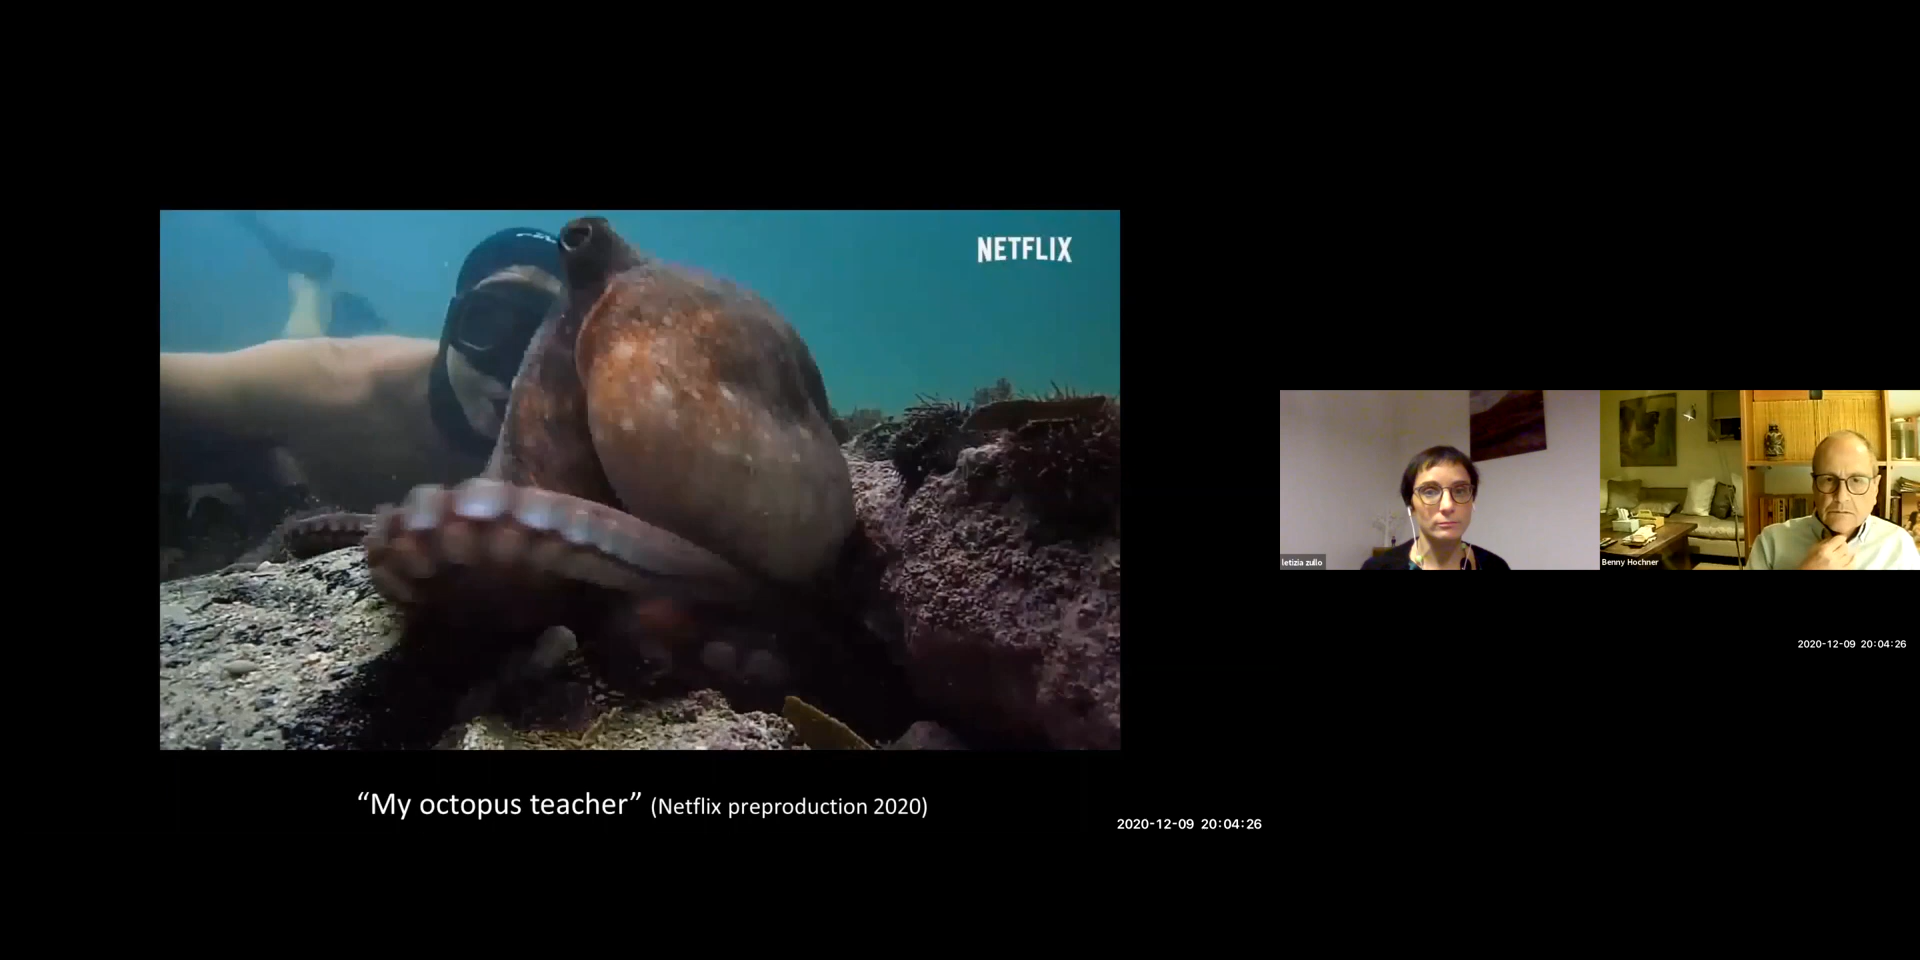 NETFLIX
letizia zullo
Benny Hochner
2020-12-09 20:04:26
“My octopus teacher” (Netflix preproduction 2020)
2020-12-09 20:04:26